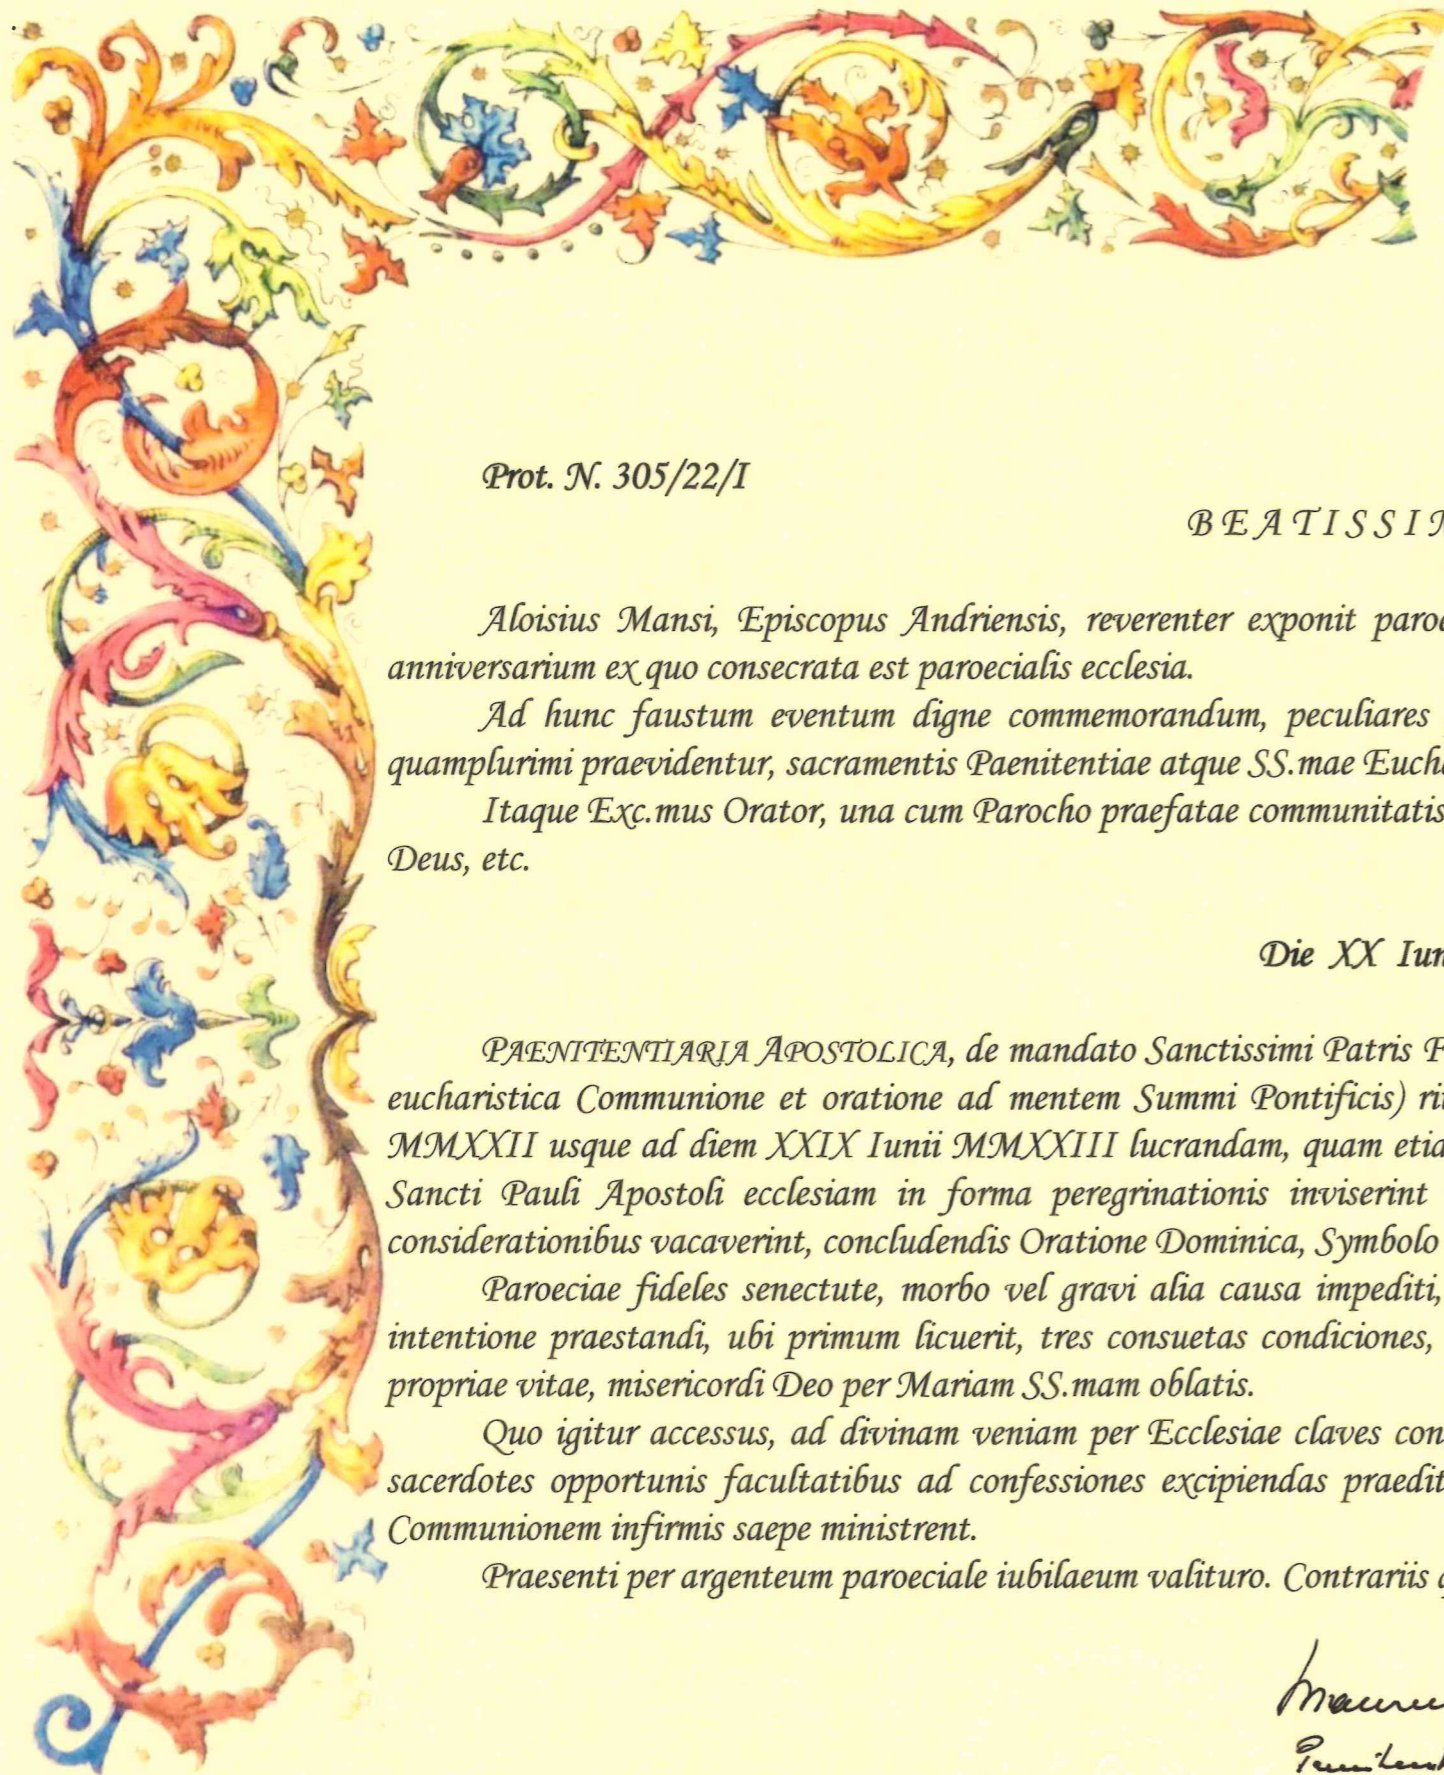 Prot. N. 305/22/I
BEATISSI
Aloisius Mansi, Episcopus Andriensis, reverenter exponit
anniversarium ex quo consecrata est paroecialis ecclesia.
Ad hunc faustum eventum digne commemorandum, peculiares
quamplurimi praevidentur, sacramentis Paenitentiae atque SS.mae
Itaque Exc.mus Orator, una cum Parocho praefatae communitatis
Deus, etc.
Die XX
PAENITENTIARIA APOSTOLICA, de mandato Sanctissimi Patris
eucharistica Communione et oratione ad mentem Summi Pontificis)
MMXXII usque ad diem XXIX Iunii MMXXIII lucrandam, quam
Sancti Pauli Apostoli ecclesiam in forma peregrinationis inviserint
considerationibus vacaverint, concludendis Oratione Dominica, Symbolo
Paroeciae fideles senectute, morbo vel gravi alia causa impediti,
intentione praestandi, ubi primum licuerit, tres consuetas condiciones,
propriae vitae, misericordi Deo per Mariam SS.mam oblatis.
Quo igitur accessus, ad divinam veniam per Ecclesiae claves
sacerdotes opportunis facultatibus ad confessiones excipiendas
Communionem infirmis saepe ministrent.
Praesenti per argenteum paroeciale iubilaeum valituro. Contrariis